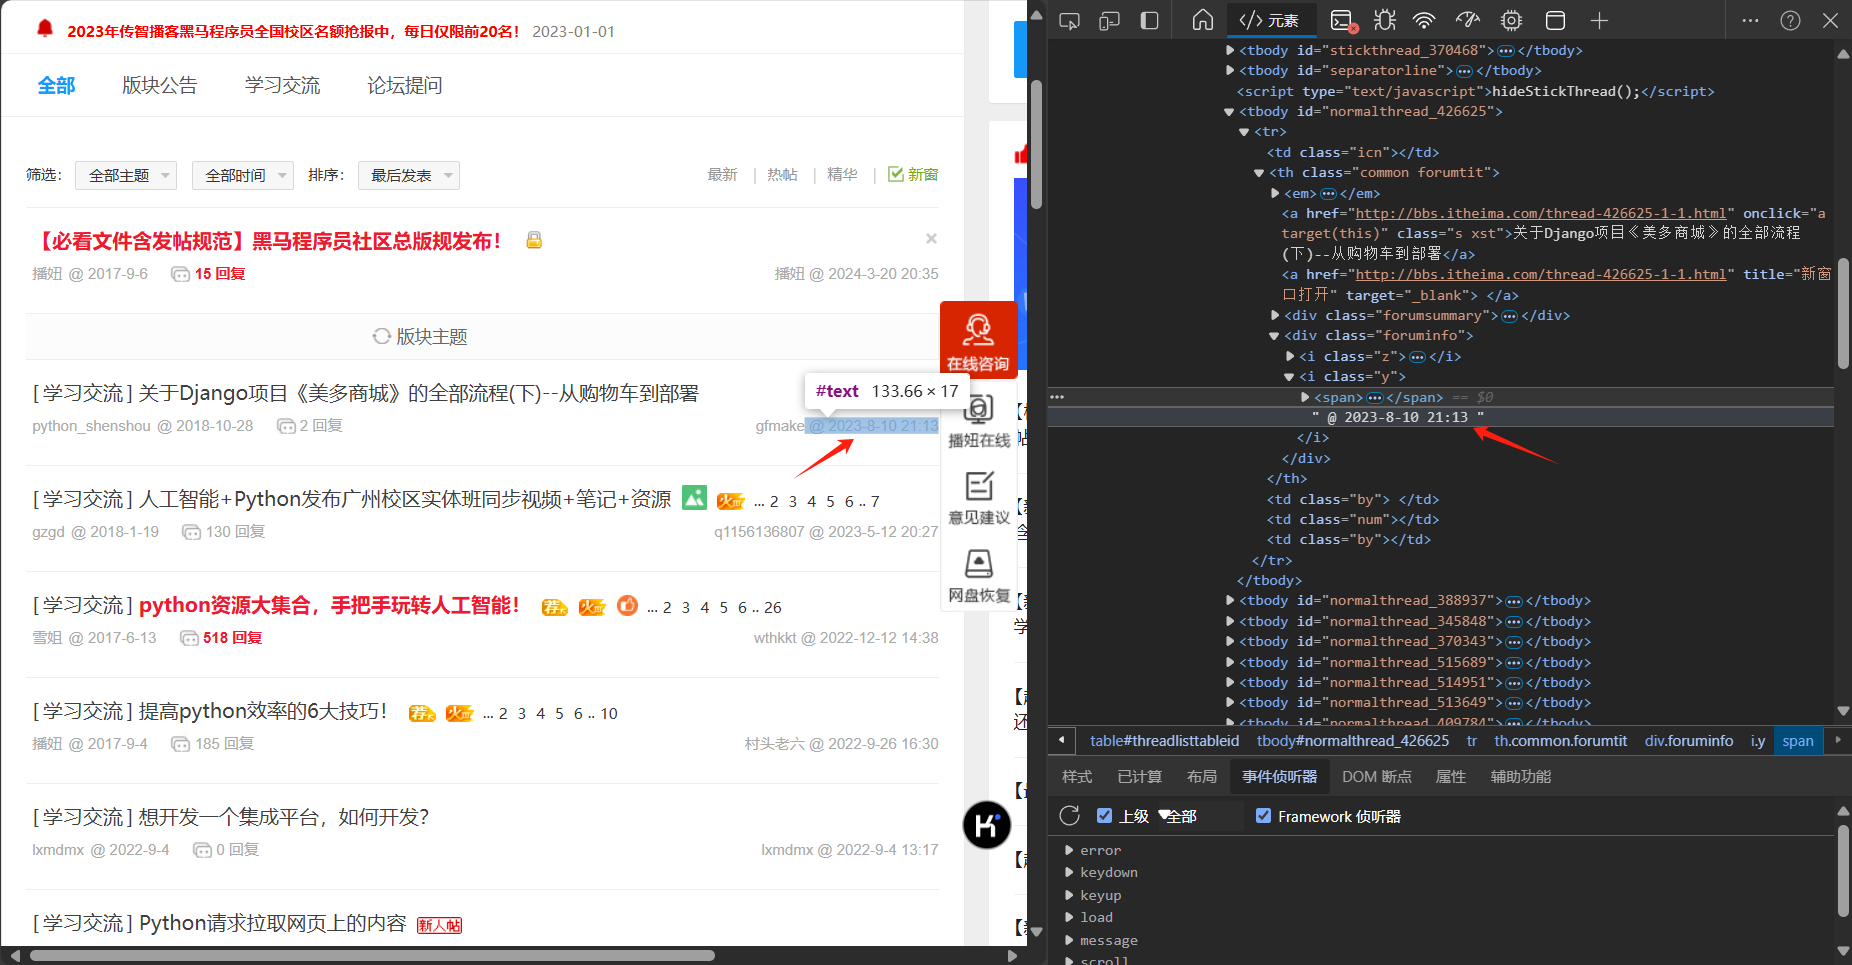 2023年传智播客黑马程序员全国校区名额抢报中，每日仅限前20名！ 2023-01-01
全部 版块公告 学习交流 论坛提问
筛选： 全部主题 全部时间 排序： 最后发表 最新 | 热帖 | 精华 | 新窗
【必看文件含发帖规范】黑马程序员社区总版规发布！
播妞 @ 2017-9-6 15 回复 播妞 @ 2024-3-20 20:35
版块主题
在线咨询
[ 学习交流 ] 关于Django项目《美多商城》的全部流程(下)--从购物车到部署
#text 133.66 × 17
python_shenshou @ 2018-10-28 2 回复 gfmake @ 2023-8-10 21:13
播妞在线
[ 学习交流 ] 人工智能+Python发布广州校区实体班同步视频+笔记+资源 火 ... 2 3 4 5 6 .. 7
意见建议
gzgd @ 2018-1-19 130 回复 q1156136807 @ 2023-5-12 20:27
网盘恢复
[ 学习交流 ] python资源大集合，手把手玩转人工智能！ 荐 火 ... 2 3 4 5 6 .. 26
雪姐 @ 2017-6-13 518 回复 wthkkt @ 2022-12-12 14:38
[ 学习交流 ] 提高python效率的6大技巧！ 荐 火 ... 2 3 4 5 6 .. 10
播妞 @ 2017-9-4 185 回复 村头老六 @ 2022-9-26 16:30
[ 学习交流 ] 想开发一个集成平台，如何开发?
lxmdmx @ 2022-9-4 0 回复 lxmdmx @ 2022-9-4 13:17
[ 学习交流 ] Python请求拉取网页上的内容 新人帖
</> 元素
<tbody id="stickthread_370468">…</tbody>
<tbody id="separatorline">…</tbody>
<script type="text/javascript">hideStickThread();</script>
<tbody id="normalthread_426625">
<tr>
<td class="icn"></td>
<th class="common forumtit">
<em>…</em>
<a href="http://bbs.itheima.com/thread-426625-1-1.html" onclick="a
target(this)" class="s xst">关于Django项目《美多商城》的全部流程
(下)--从购物车到部署</a>
<a href="http://bbs.itheima.com/thread-426625-1-1.html" title="新窗
口打开" target="_blank"> </a>
<div class="forumsummary">…</div>
<div class="foruminfo">
<i class="z">…</i>
<i class="y">
<span>…</span> == $0
" @ 2023-8-10 21:13 "
</i>
</div>
</th>
<td class="by"> </td>
<td class="num"></td>
<td class="by"></td>
</tr>
</tbody>
<tbody id="normalthread_388937">…</tbody>
<tbody id="normalthread_345848">…</tbody>
<tbody id="normalthread_370343">…</tbody>
<tbody id="normalthread_515689">…</tbody>
<tbody id="normalthread_514951">…</tbody>
<tbody id="normalthread_513649">…</tbody>
<tbody id="normalthread_409784">…</tbody>
table#threadlisttableid tbody#normalthread_426625 tr th.common.forumtit div.foruminfo i.y span
样式 已计算 布局 事件侦听器 DOM 断点 属性 辅助功能
上级 全部 Framework 侦听器
error
keydown
keyup
load
message
scroll